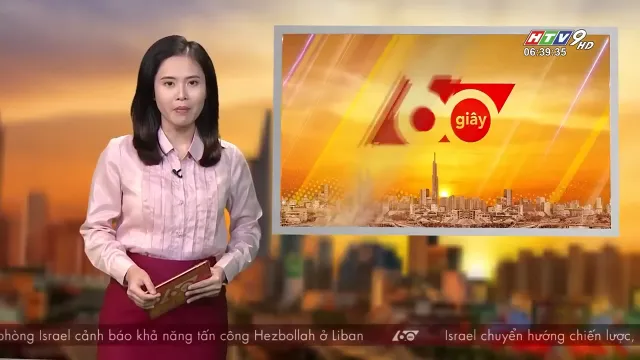 HTV9 HD
06:39:35
60 giây
phòng Israel cảnh báo khả năng tấn công Hezbollah ở Liban 60 Israel chuyển hướng chiến lược,